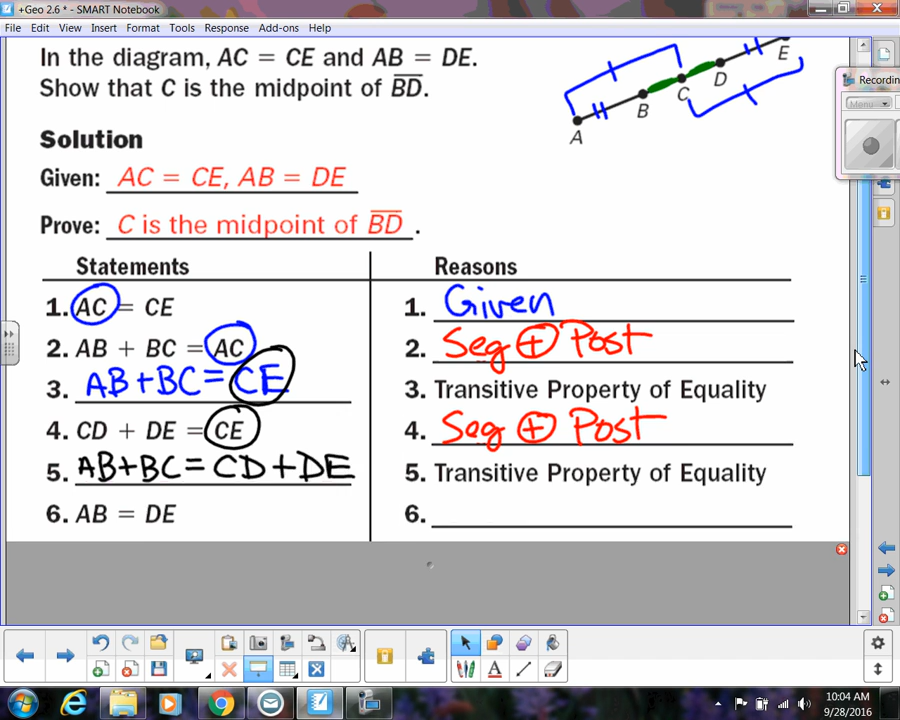 +Geo 2.6 * - SMART Notebook
File Edit View Insert Format Tools Response Add-ons Help
In the diagram, AC = CE and AB = DE.
Show that C is the midpoint of BD.
A B C D E
Recordin
Menu
Solution
Given: AC = CE, AB = DE
Prove: C is the midpoint of BD .
Statements Reasons
1. AC = CE 1. Given
2. AB + BC = AC 2. Seg + Post
3. AB+BC = CE 3. Transitive Property of Equality
4. CD + DE = CE 4. Seg + Post
5. AB+BC = CD+DE 5. Transitive Property of Equality
6. AB = DE 6.
10:04 AM
9/28/2016